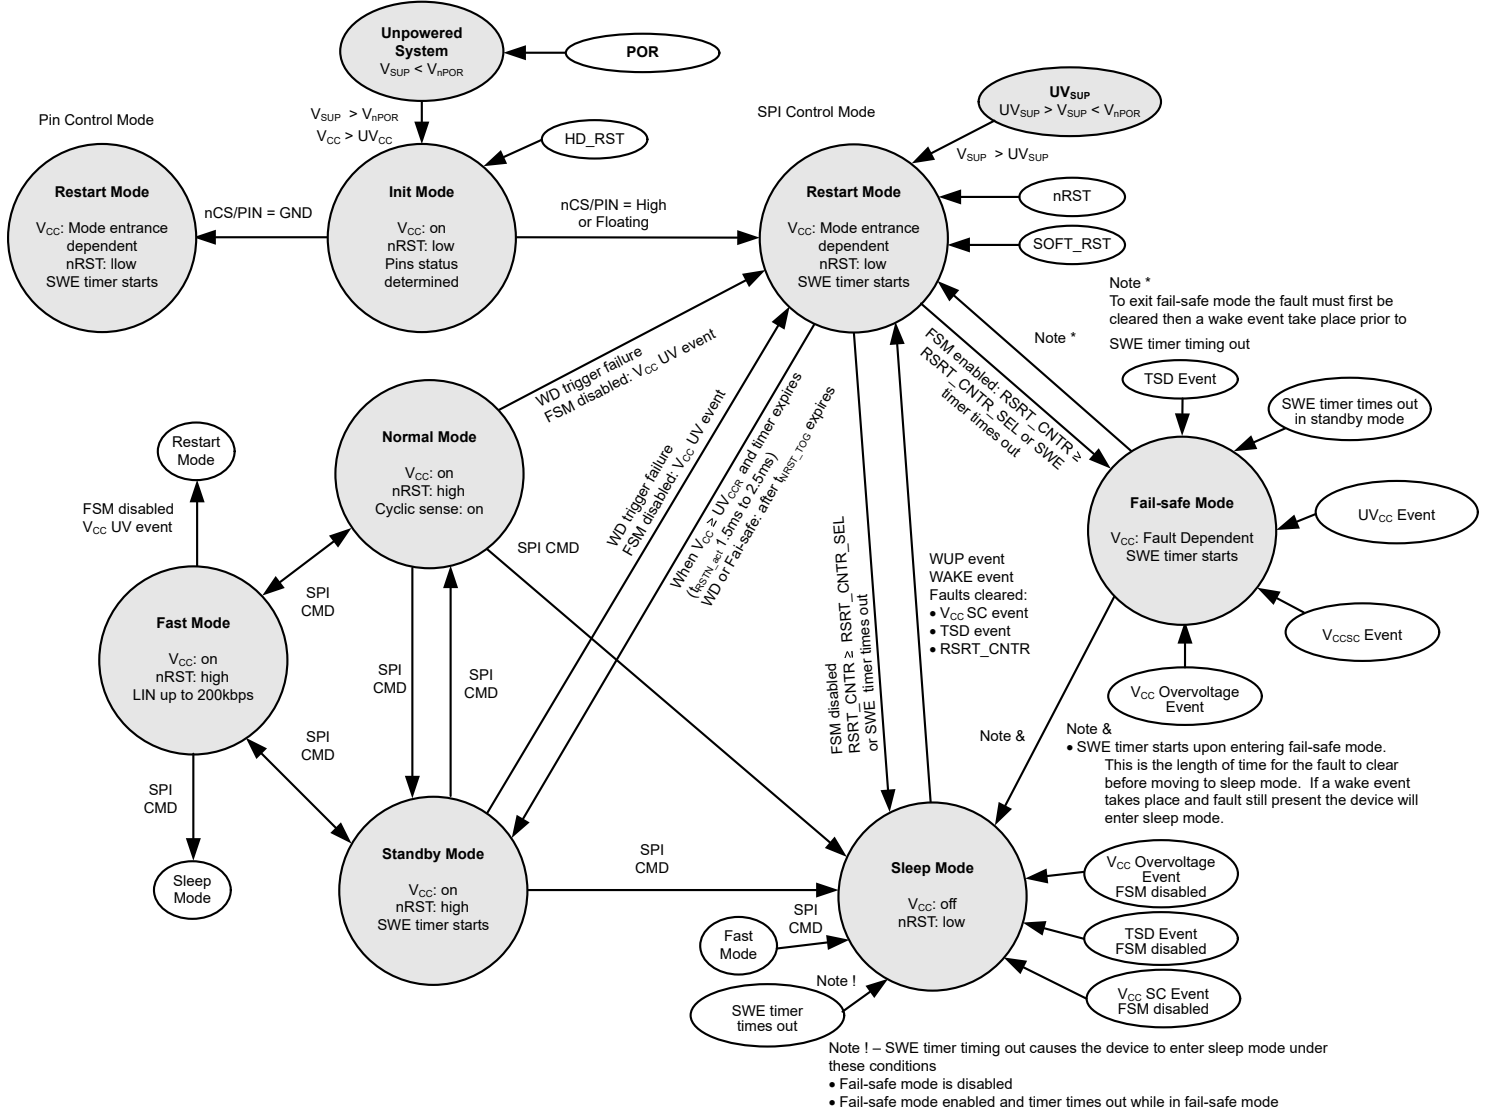 Unpowered
System
VSUP < VnPOR
POR
VSUP > VnPOR
VCC > UVCC
HD_RST
Pin Control Mode
SPI Control Mode
UVSUP
UVSUP > VSUP < VnPOR
VSUP > UVSUP
Restart Mode
VCC: Mode entrance
dependent
nRST: llow
SWE timer starts
nCS/PIN = GND
Init Mode
VCC: on
nRST: low
Pins status
determined
nCS/PIN = High
or Floating
Restart Mode
VCC: Mode entrance
dependent
nRST: low
SWE timer starts
nRST
SOFT_RST
Note *
To exit fail-safe mode the fault must first be
cleared then a wake event take place prior to
SWE timer timing out
Note *
WD trigger failure
FSM disabled: VCC UV event
WD trigger failure
FSM disabled: VCC UV event
When VCC ≥ UVCCR and timer expires
(tRSTN_act 1.5ms to 2.5ms)
WD or Fai-safe: after tNRST_TOG expires
FSM enabled: RSRT_CNTR ≥
RSRT_CNTR_SEL or SWE
timer times out
TSD Event
SWE timer times out
in standby mode
UVCC Event
VCCSC Event
VCC Overvoltage
Event
Fail-safe Mode
VCC: Fault Dependent
SWE timer starts
Normal Mode
VCC: on
nRST: high
Cyclic sense: on
Restart
Mode
FSM disabled
VCC UV event
SPI
CMD
Fast Mode
VCC: on
nRST: high
LIN up to 200kbps
SPI CMD
SPI
CMD
SPI
CMD
SPI
CMD
SPI
CMD
Sleep
Mode
FSM disabled
RSRT_CNTR ≥ RSRT_CNTR_SEL
or SWE timer times out
WUP event
WAKE event
Faults cleared:
• VCC SC event
• TSD event
• RSRT_CNTR
Note &
Note &
• SWE timer starts upon entering fail-safe mode.
This is the length of time for the fault to clear
before moving to sleep mode. If a wake event
takes place and fault still present the device will
enter sleep mode.
Standby Mode
VCC: on
nRST: high
SWE timer starts
SPI
CMD
Sleep Mode
VCC: off
nRST: low
Fast
Mode
SPI
CMD
Note !
SWE timer
times out
VCC Overvoltage
Event
FSM disabled
TSD Event
FSM disabled
VCC SC Event
FSM disabled
Note ! – SWE timer timing out causes the device to enter sleep mode under
these conditions
• Fail-safe mode is disabled
• Fail-safe mode enabled and timer times out while in fail-safe mode